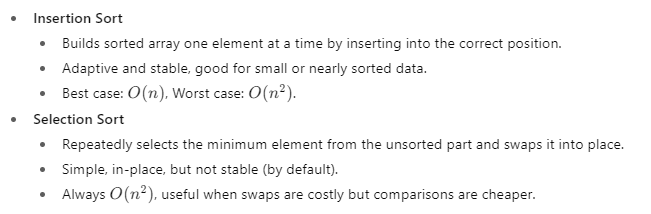 • Insertion Sort
• Builds sorted array one element at a time by inserting into the correct position.
• Adaptive and stable, good for small or nearly sorted data.
• Best case: O(n), Worst case: O(n²).
• Selection Sort
• Repeatedly selects the minimum element from the unsorted part and swaps it into place.
• Simple, in-place, but not stable (by default).
• Always O(n²), useful when swaps are costly but comparisons are cheaper.